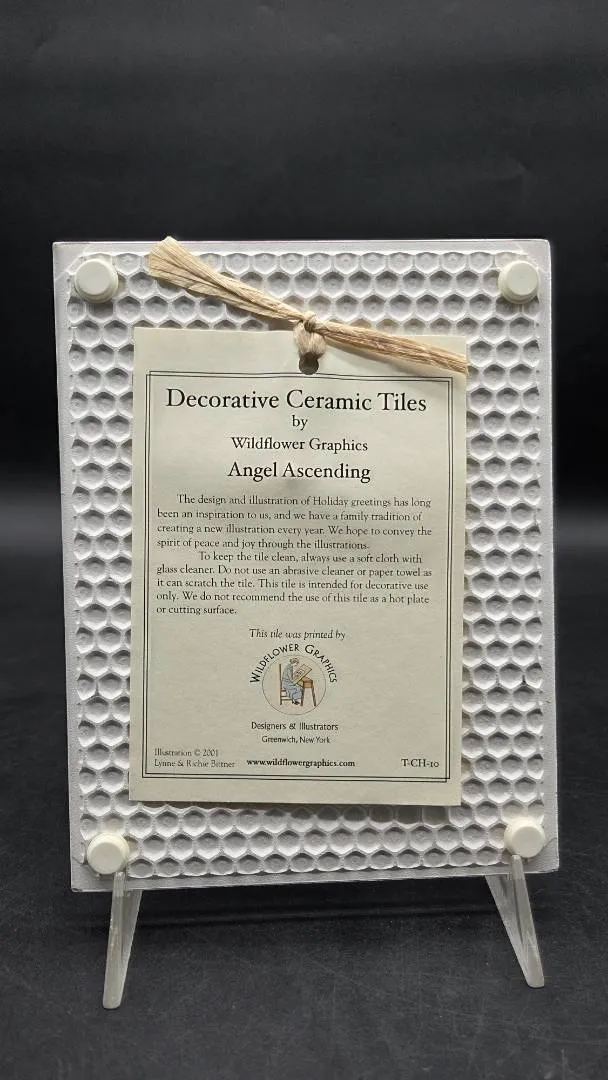 Decorative Ceramic Tiles
by
Wildflower Graphics
Angel Ascending
The design and illustration of Holiday greetings has long
been an inspiration to us, and we have a family tradition of
creating a new illustration every year. We hope to convey the
spirit of peace and joy through the illustrations.
To keep the tile clean, always use a soft cloth with
glass cleaner. Do not use an abrasive cleaner or paper towel as
it can scratch the tile. This tile is intended for decorative use
only. We do not recommend the use of this tile as a hot plate
or cutting surface.
This tile was printed by
WILDFLOWER GRAPHICS
Designers & Illustrators
Greenwich, New York
Illustration © 2001
Lynne & Richie Bittner www.wildflowergraphics.com T-CH-10